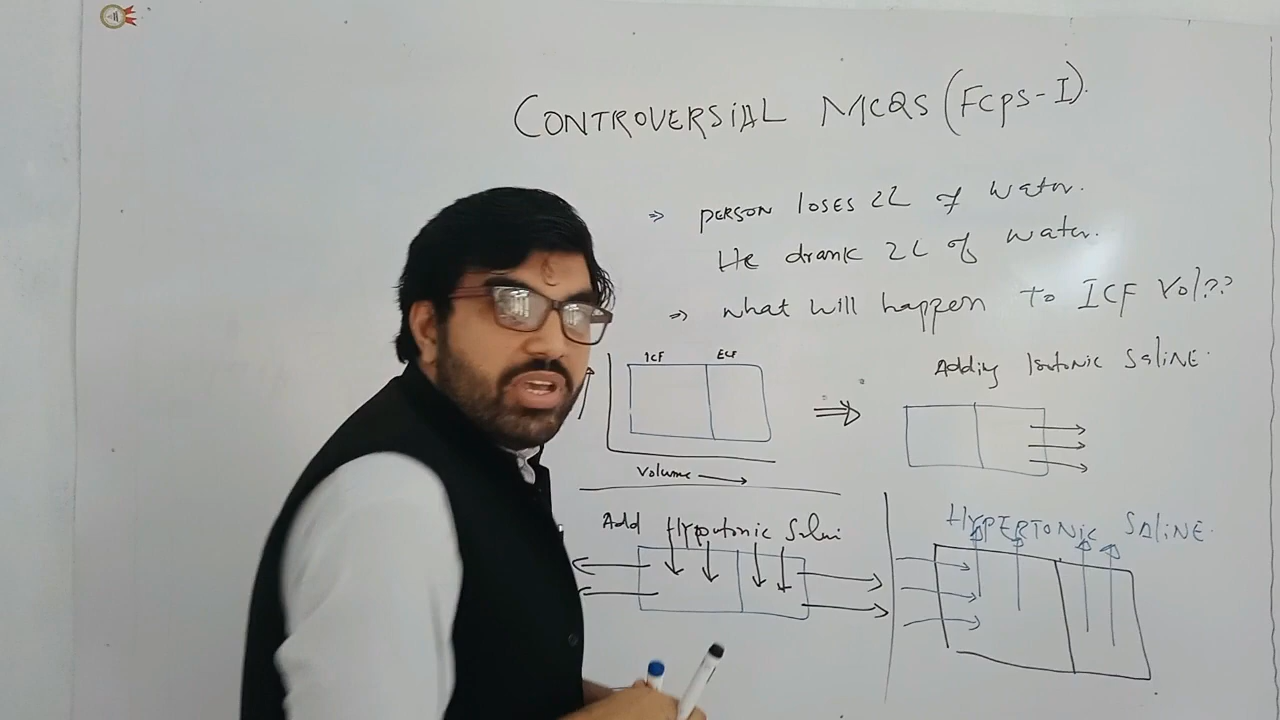 CONTROVERSIAL MCQS (FCPS-I).
⇒ PERSON LOSES 2L of water.
He drank 2L of water.
⇒ what will happen to ICF Vol??
ICF ECF
Volume
Adding Isotonic SaliNE.
Add Hypotonic
HYPERTONIC SALiNE.